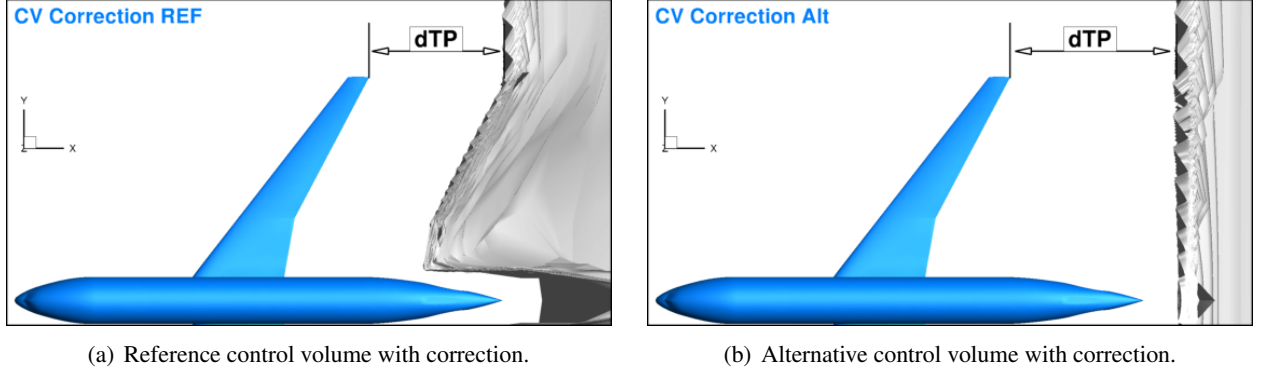 CV Correction REF
dTP
Y
Z X
(a) Reference control volume with correction.
CV Correction Alt
dTP
Y
Z X
(b) Alternative control volume with correction.